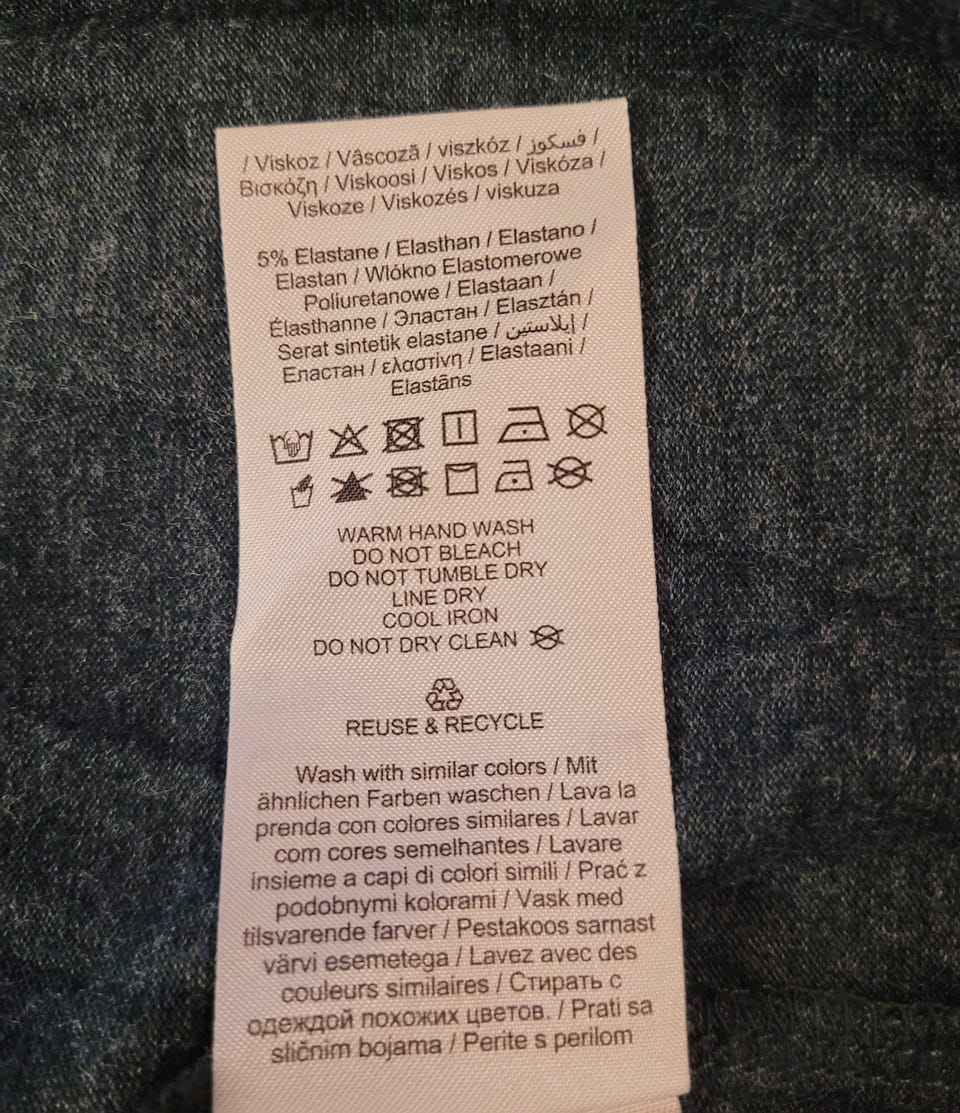 / Viskoz / Vâscoză / viszkóz / فسكوز /
Βισκόζη / Viskoosi / Viskos / Viskóza /
Viskoze / Viskozés / viskuza
5% Elastane / Elasthan / Elastano /
Elastan / Wlókno Elastomerowe
Poliuretanowe / Elastaan /
Élasthanne / Эластан / Elasztán /
Serat sintetik elastane / إيلاستين /
Еластан / ελαστίνη / Elastaani /
Elastāns
WARM HAND WASH
DO NOT BLEACH
DO NOT TUMBLE DRY
LINE DRY
COOL IRON
DO NOT DRY CLEAN
REUSE & RECYCLE
Wash with similar colors / Mit
ähnlichen Farben waschen / Lava la
prenda con colores similares / Lavar
com cores semelhantes / Lavare
insieme a capi di colori simili / Prać z
podobnymi kolorami / Vask med
tilsvarende farver / Pestakoos sarnast
värvi esemetega / Lavez avec des
couleurs similaires / Стирать с
одеждой похожих цветов. / Prati sa
sličnim bojama / Perite s perilom